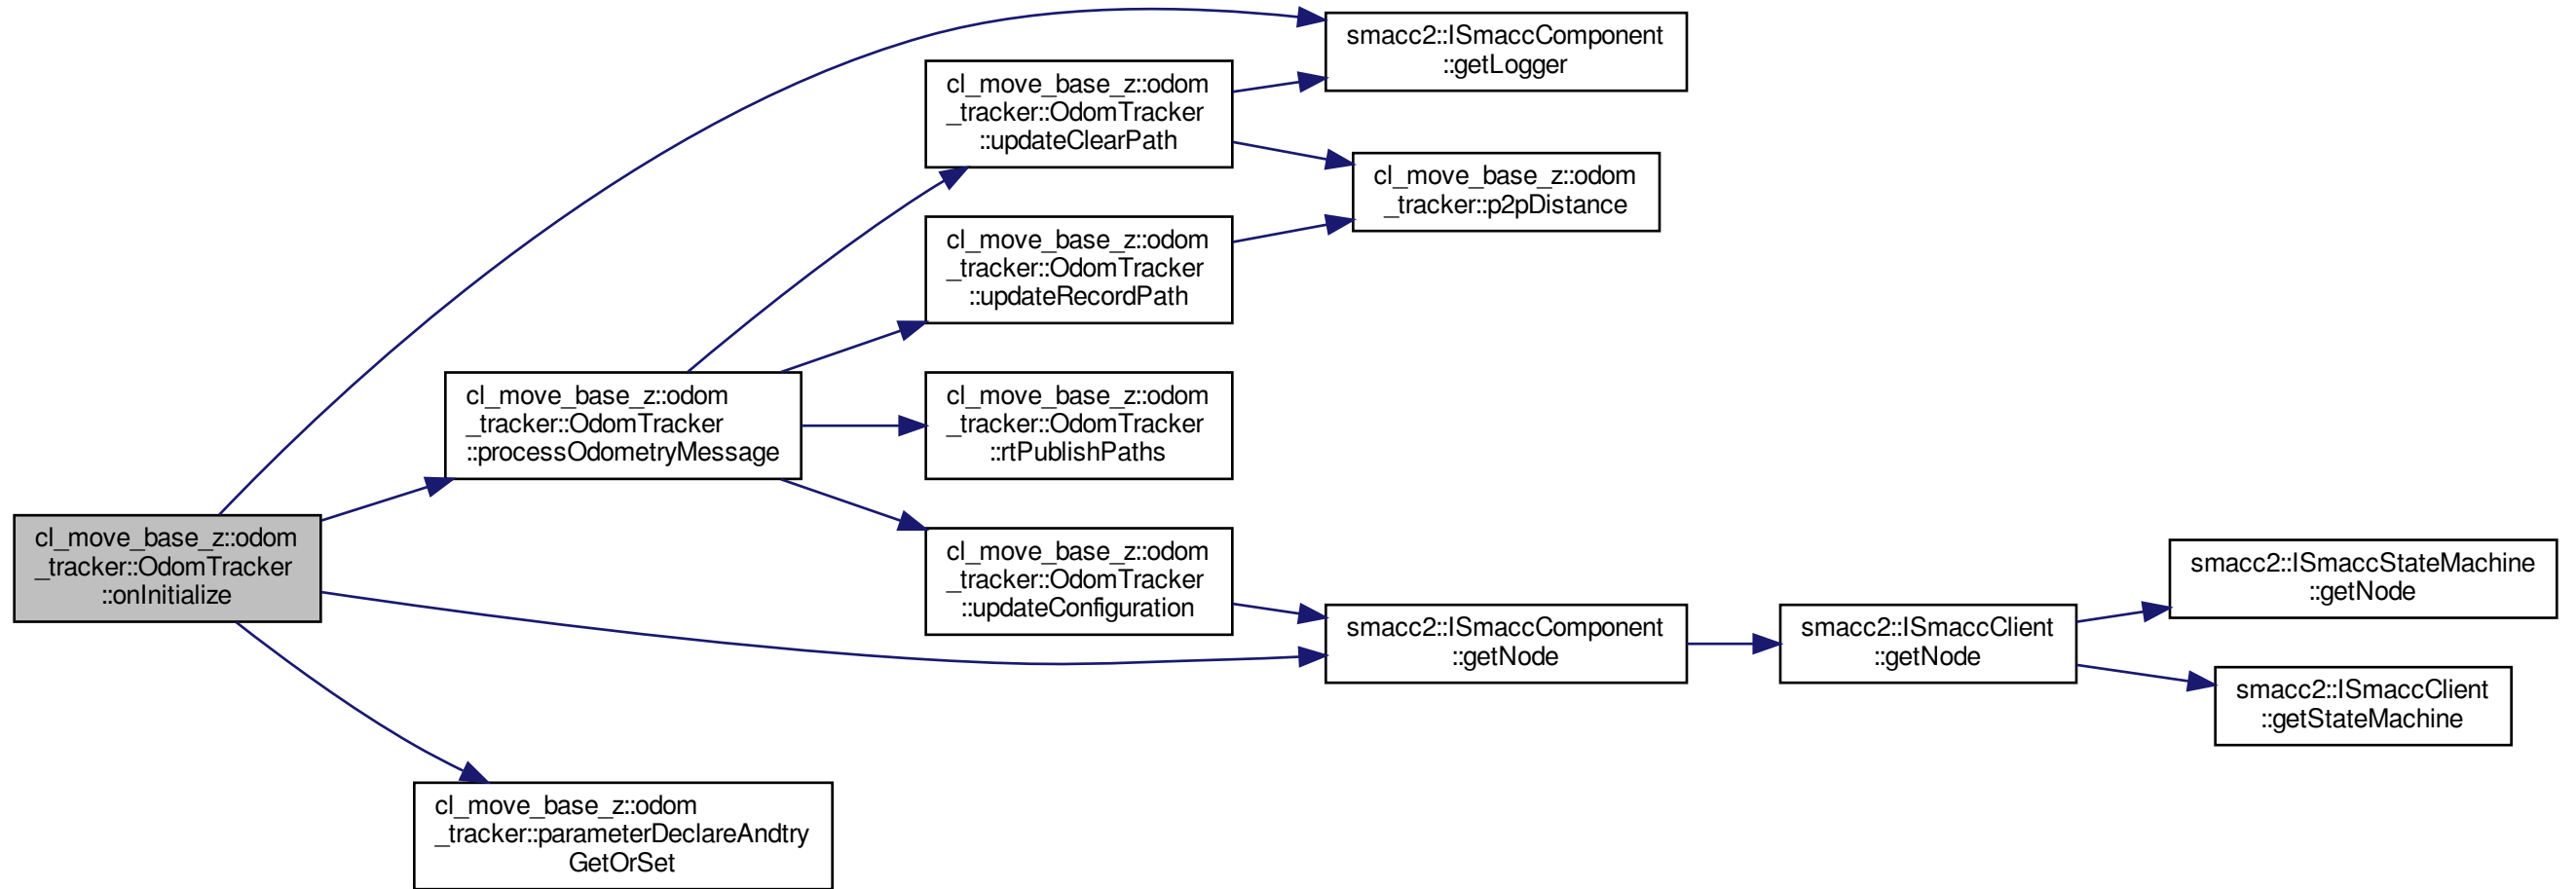 smacc2::ISmaccComponent
::getLogger
cl_move_base_z::odom
_tracker::OdomTracker
::updateClearPath
cl_move_base_z::odom
_tracker::p2pDistance
cl_move_base_z::odom
_tracker::OdomTracker
::updateRecordPath
cl_move_base_z::odom
_tracker::OdomTracker
::processOdometryMessage
cl_move_base_z::odom
_tracker::OdomTracker
::rtPublishPaths
cl_move_base_z::odom
_tracker::OdomTracker
::onInitialize
cl_move_base_z::odom
_tracker::OdomTracker
::updateConfiguration
smacc2::ISmaccComponent
::getNode
smacc2::ISmaccClient
::getNode
smacc2::ISmaccStateMachine
::getNode
smacc2::ISmaccClient
::getStateMachine
cl_move_base_z::odom
_tracker::parameterDeclareAndtry
GetOrSet